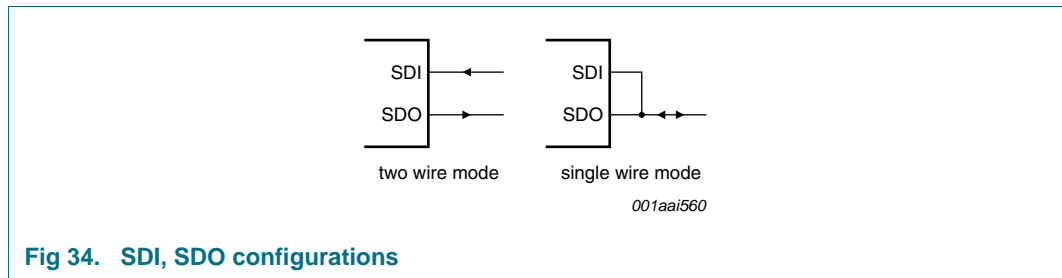 SDI
SDO
two wire mode
SDI
SDO
single wire mode
001aai560
Fig 34. SDI, SDO configurations